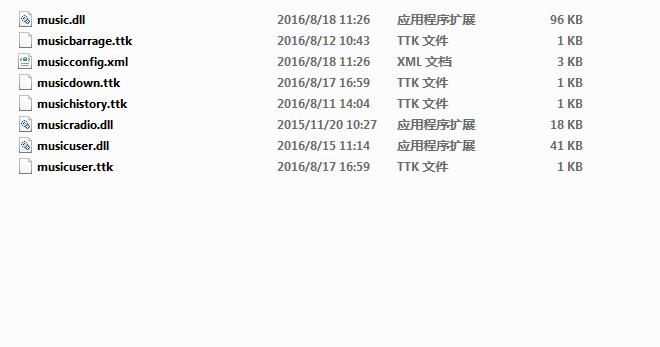 music.dll 2016/8/18 11:26 应用程序扩展 96 KB
musicbarrage.ttk 2016/8/12 10:43 TTK 文件 1 KB
musicconfig.xml 2016/8/18 11:26 XML 文档 3 KB
musicdown.ttk 2016/8/17 16:59 TTK 文件 1 KB
musichistory.ttk 2016/8/11 14:04 TTK 文件 1 KB
musicradio.dll 2015/11/20 10:27 应用程序扩展 18 KB
musicuser.dll 2016/8/15 11:14 应用程序扩展 41 KB
musicuser.ttk 2016/8/17 16:59 TTK 文件 1 KB